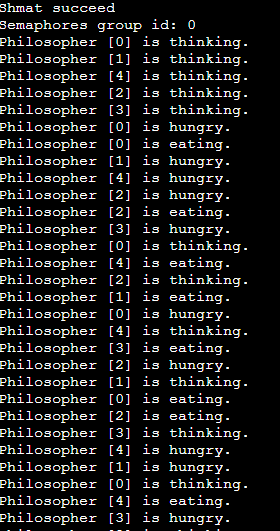 Shmat succeed
Semaphores group id: 0
Philosopher [0] is thinking.
Philosopher [1] is thinking.
Philosopher [4] is thinking.
Philosopher [2] is thinking.
Philosopher [3] is thinking.
Philosopher [0] is hungry.
Philosopher [0] is eating.
Philosopher [1] is hungry.
Philosopher [4] is hungry.
Philosopher [2] is hungry.
Philosopher [2] is eating.
Philosopher [3] is hungry.
Philosopher [0] is thinking.
Philosopher [4] is eating.
Philosopher [2] is thinking.
Philosopher [1] is eating.
Philosopher [0] is hungry.
Philosopher [4] is thinking.
Philosopher [3] is eating.
Philosopher [2] is hungry.
Philosopher [1] is thinking.
Philosopher [0] is eating.
Philosopher [2] is eating.
Philosopher [3] is thinking.
Philosopher [4] is hungry.
Philosopher [1] is hungry.
Philosopher [0] is thinking.
Philosopher [4] is eating.
Philosopher [3] is hungry.